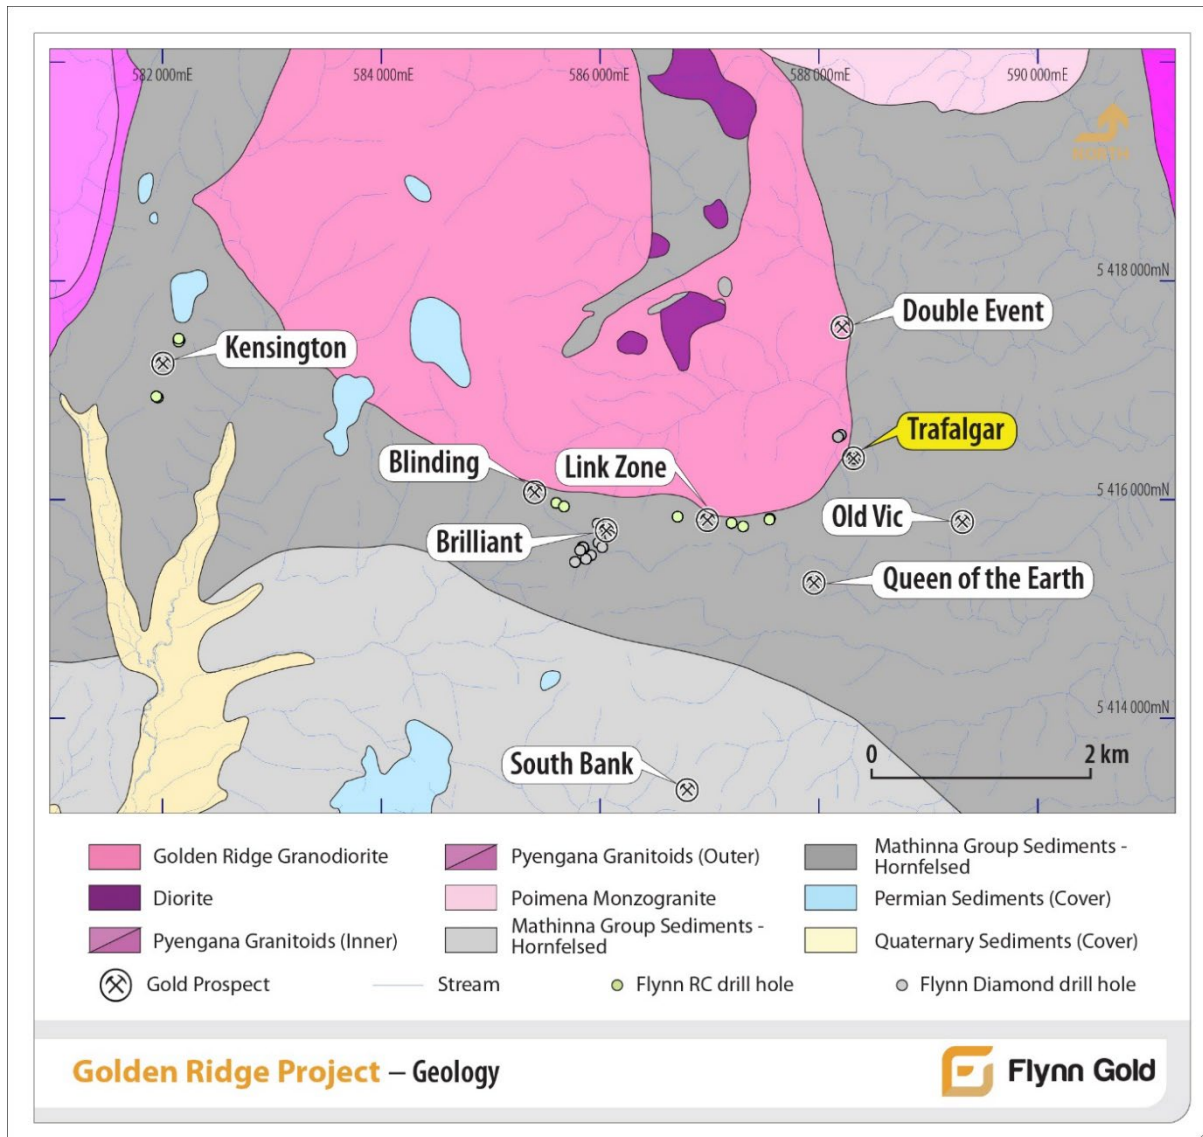 582 000mE
584 000mE
586 000mE
588 000mE
590 000mE
NORTH
5 418 000mN
Double Event
Kensington
Trafalgar
Blinding
Link Zone
5 416 000mN
Old Vic
Brilliant
Queen of the Earth
5 414 000mN
South Bank
0
2 km
Golden Ridge Granodiorite
Diorite
Pyengana Granitoids (Inner)
Pyengana Granitoids (Outer)
Poimena Monzogranite
Mathinna Group Sediments -
Hornfelsed
Mathinna Group Sediments -
Hornfelsed
Permian Sediments (Cover)
Quaternary Sediments (Cover)
Gold Prospect
Stream
Flynn RC drill hole
Flynn Diamond drill hole
Golden Ridge Project – Geology
Flynn Gold